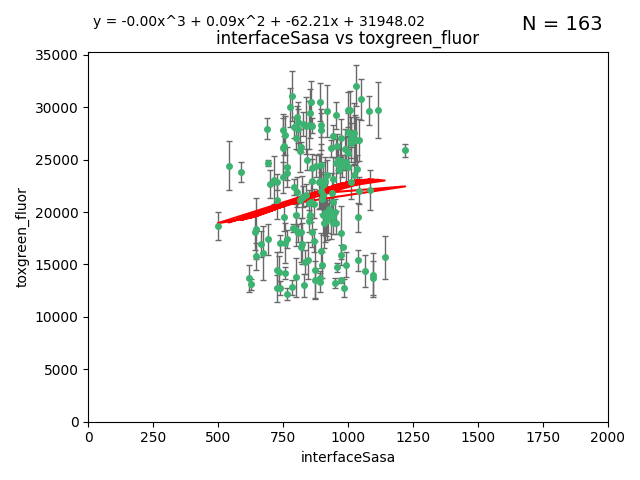 y = -0.00x^3 + 0.09x^2 + -62.21x + 31948.02
N = 163
interfaceSasa vs toxgreen_fluor
35000
30000
25000
20000
15000
10000
5000
0
toxgreen_fluor
0 250 500 750 1000 1250 1500 1750 2000
interfaceSasa